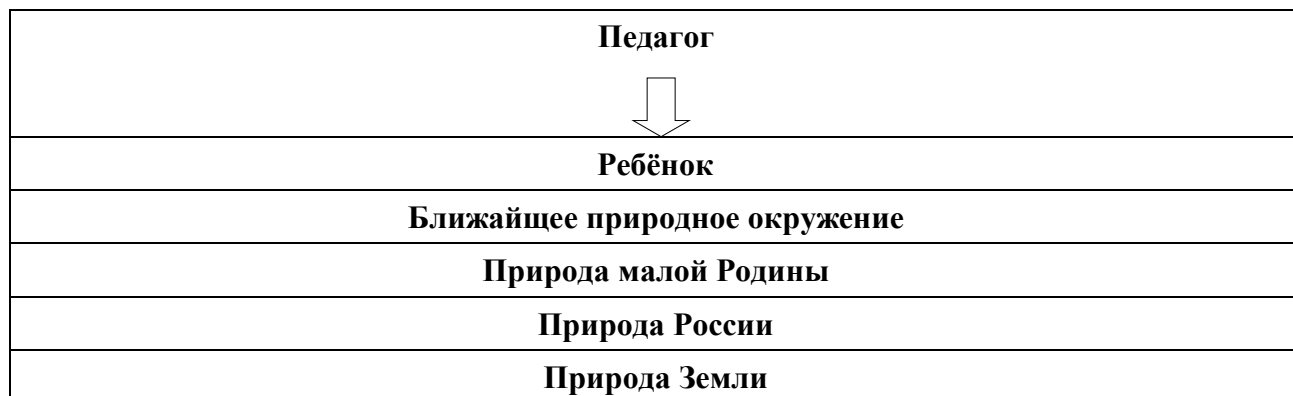 Педагог
Ребёнок
Ближайщее природное окружение
Природа малой Родины
Природа России
Природа Земли